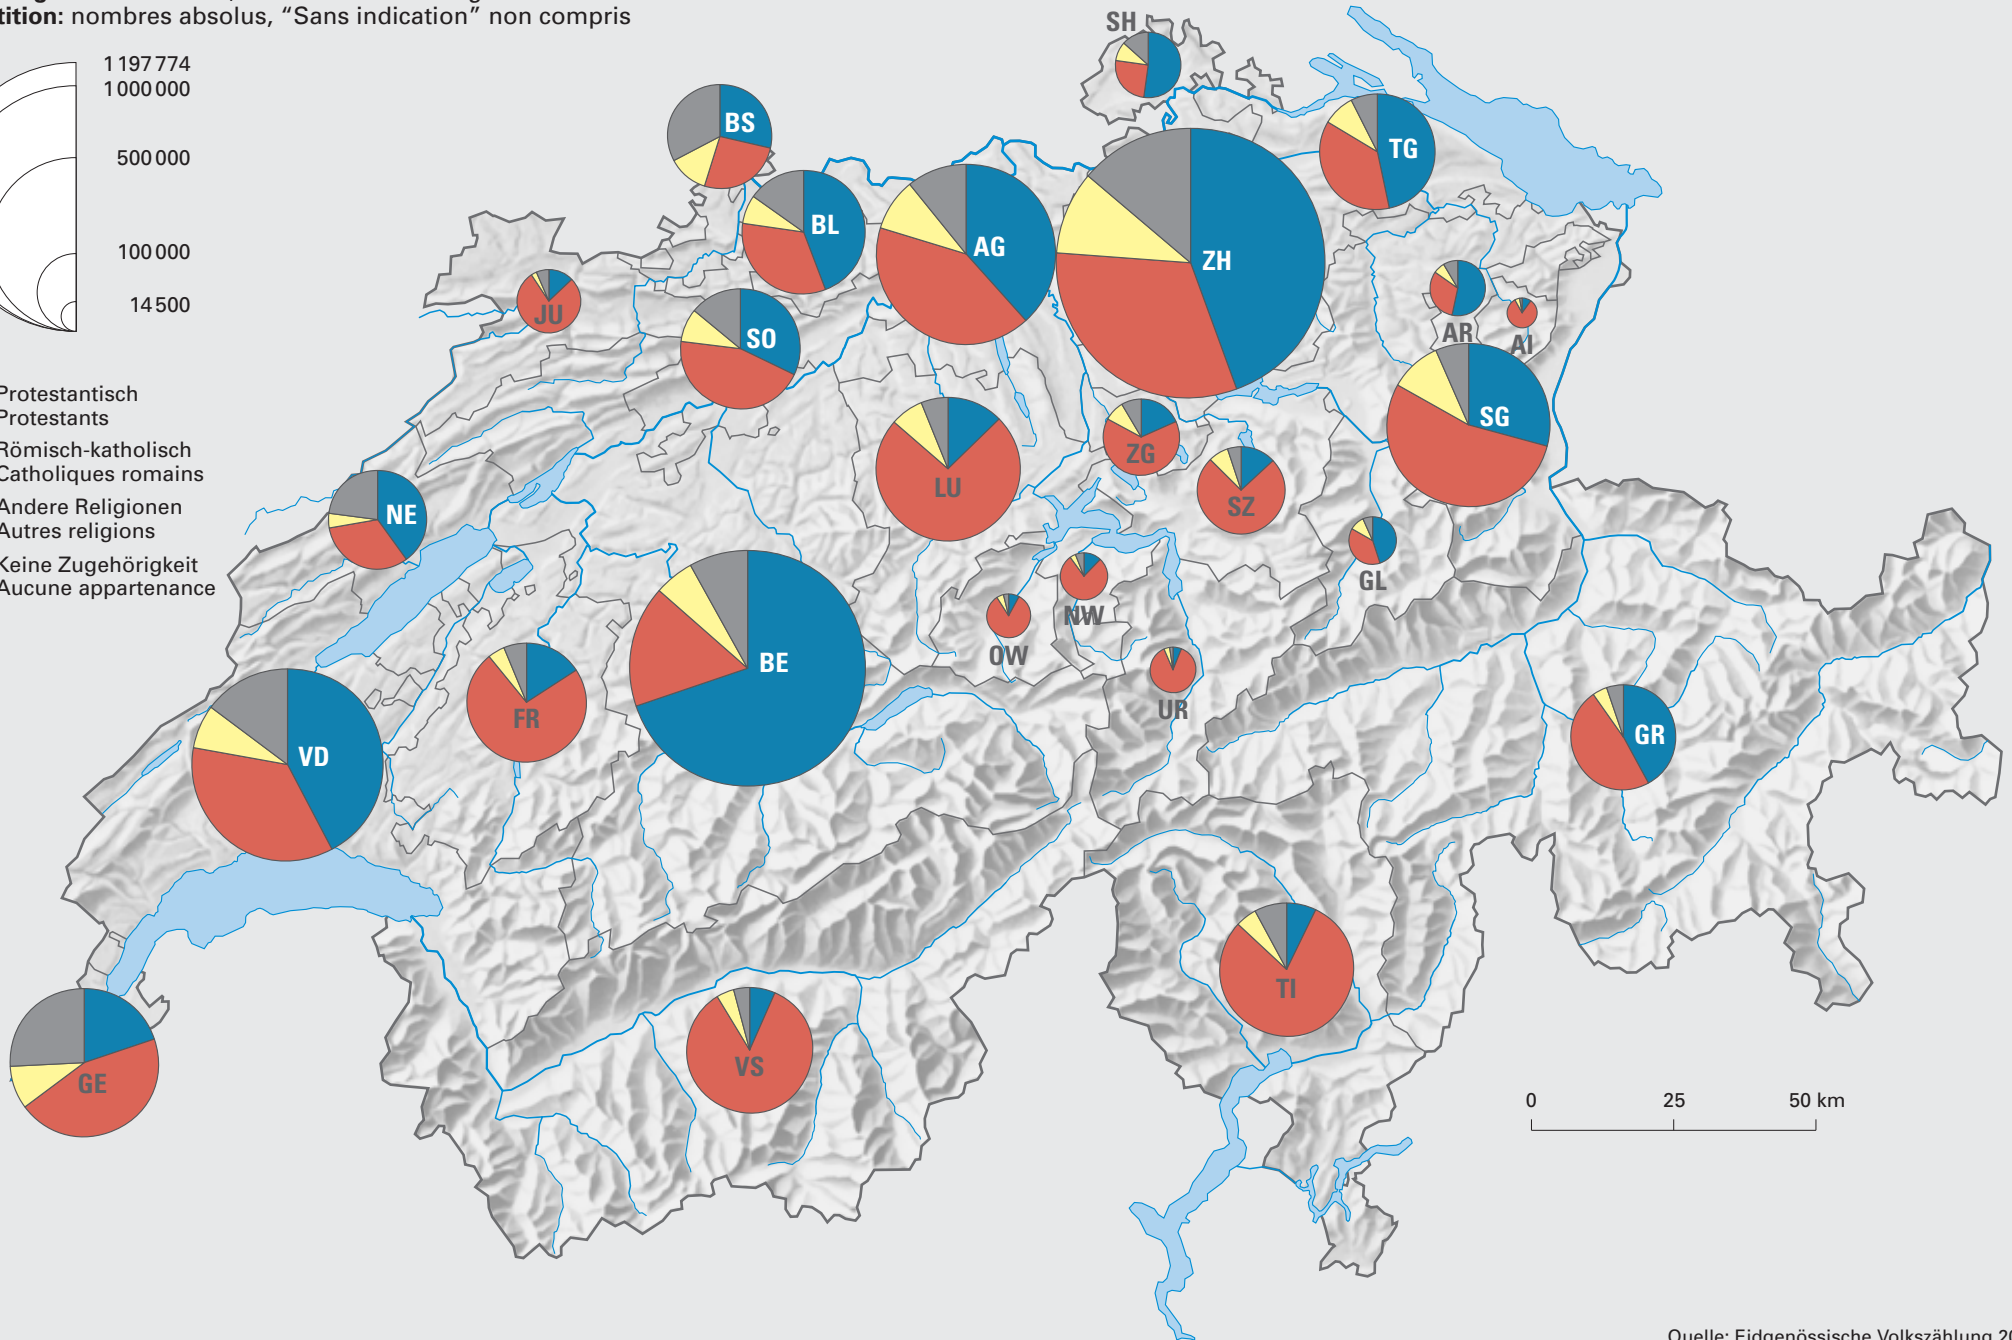 tition: nombres absolus, “Sans indication” non compris
1 197 774
1 000 000
500 000
100 000
14 500
Protestantisch
Protestants
Römisch-katholisch
Catholiques romains
Andere Religionen
Autres religions
Keine Zugehörigkeit
Aucune appartenance
SH
BS
TG
BL
AG
ZH
JU
SO
AR
AI
SG
ZG
LU
SZ
NE
GL
NW
OW
BE
UR
FR
GR
VD
TI
VS
GE
0 25 50 km
Quelle: Eidgenössische Volkszählung